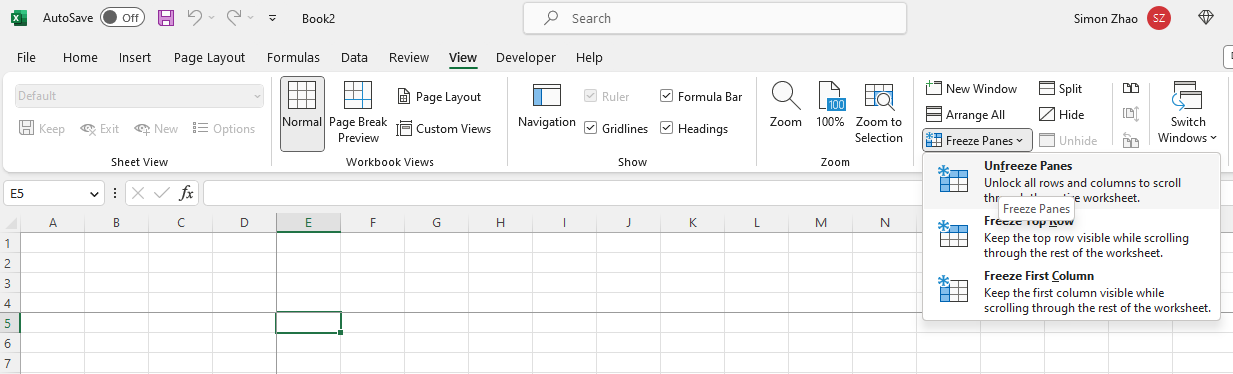 AutoSave Off Book2 Search Simon Zhao SZ
File Home Insert Page Layout Formulas Data Review View Developer Help
Default
Keep Exit New Options
Sheet View
Normal
Page Break
Preview
Page Layout
Custom Views
Workbook Views
Navigation
Ruler Formula Bar
Gridlines Headings
Show
Zoom
100
100%
Zoom to
Selection
Zoom
New Window
Arrange All
Freeze Panes
Split
Hide
Unhide
Switch
Windows
Unfreeze Panes
Unlock all rows and columns to scroll
worksheet.
Freeze Panes
Freeze Top Row
Keep the top row visible while scrolling
through the rest of the worksheet.
Freeze First Column
Keep the first column visible while
scrolling through the rest of the worksheet.
E5 fx
A B C D E F G H I J K L M N
1
2
3
4
5
6
7